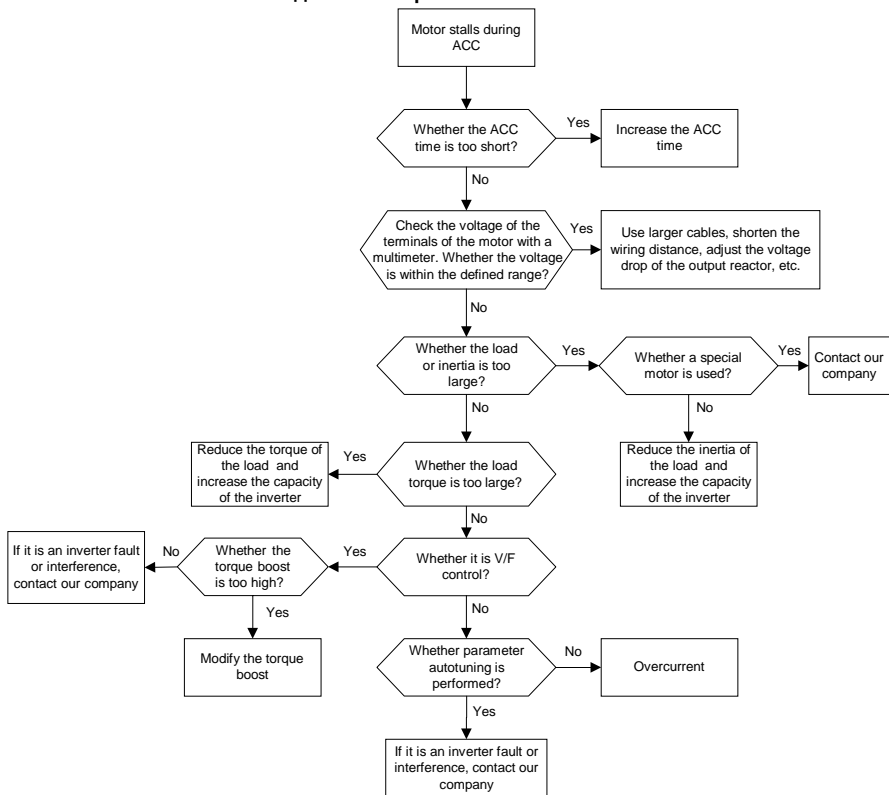 Motor stalls during
ACC
Whether the ACC
time is too short?
Yes
Increase the ACC
time
No
Check the voltage of the
terminals of the motor with a
multimeter. Whether the voltage
is within the defined range?
Yes
Use larger cables, shorten the
wiring distance, adjust the voltage
drop of the output reactor, etc.
No
Whether the load
or inertia is too
large?
Yes
Whether a special
motor is used?
Yes
Contact our
company
No
No
Reduce the inertia of
the load and
increase the capacity
of the inverter
Whether the load
torque is too large?
Yes
Reduce the torque of
the load and
increase the capacity
of the inverter
No
Whether it is V/F
control?
Yes
Whether the
torque boost
is too high?
No
If it is an inverter fault
or interference,
contact our company
Yes
Modify the torque
boost
No
Whether parameter
autotuning is
performed?
No
Overcurrent
Yes
If it is an inverter fault or
interference, contact our
company